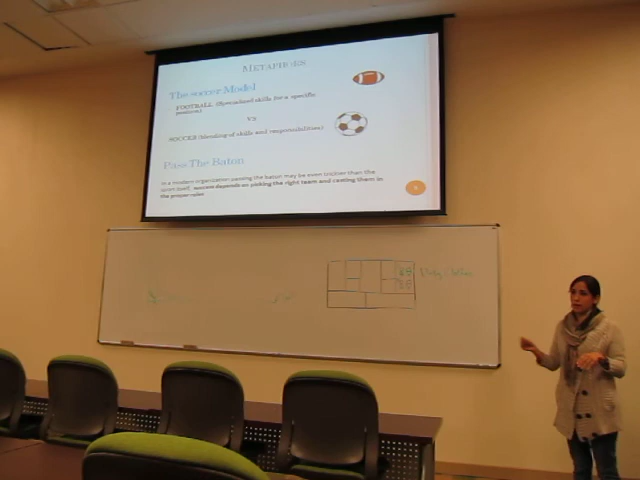 METAPHORS
The soccer Model
FOOTBALL (Specialized skills for a specific
position)
VS
SOCCER (blending of skills and responsibilities)
Pass The Baton
In a modern organization passing the baton may be even trickier than the
sport itself, success depends on picking the right team and casting them in
the proper roles